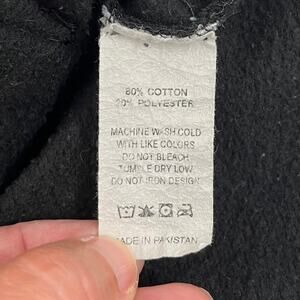 80% COTTON
20% POLYESTER
MACHINE WASH COLD
WITH LIKE COLORS
DO NOT BLEACH
TUMBLE DRY LOW
DO NOT IRON DESIGN
MADE IN PAKISTAN